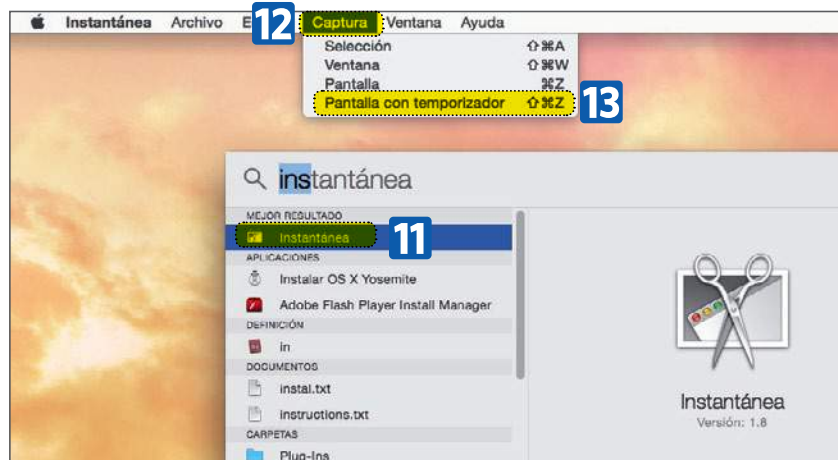 Instantánea Archivo E 12 Captura Ventana Ayuda
Selección ⇧⌘A
Ventana ⇧⌘W
Pantalla ⌘Z
Pantalla con temporizador ⇧⌘Z 13
instantánea
MEJOR RESULTADO
Instantánea 11
APLICACIONES
Instalar OS X Yosemite
Adobe Flash Player Install Manager
DEFINICIÓN
in
DOCUMENTOS
instal.txt
instructions.txt
CARPETAS
Plug-Ins
Instantánea
Versión: 1.8